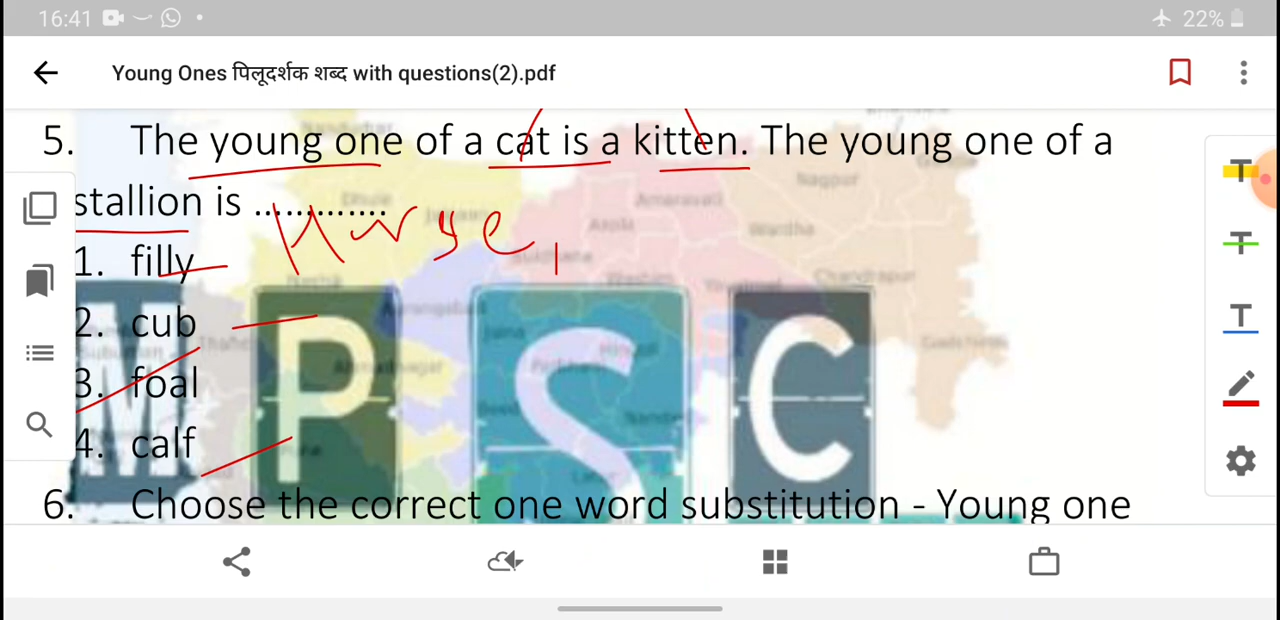 16:41
22%
Young Ones पिलूदर्शक शब्द with questions(2).pdf
5. The young one of a cat is a kitten. The young one of a
stallion is .............
Horse,
1. filly
2. cub
3. foal
4. calf
MPSC
6. Choose the correct one word substitution - Young one